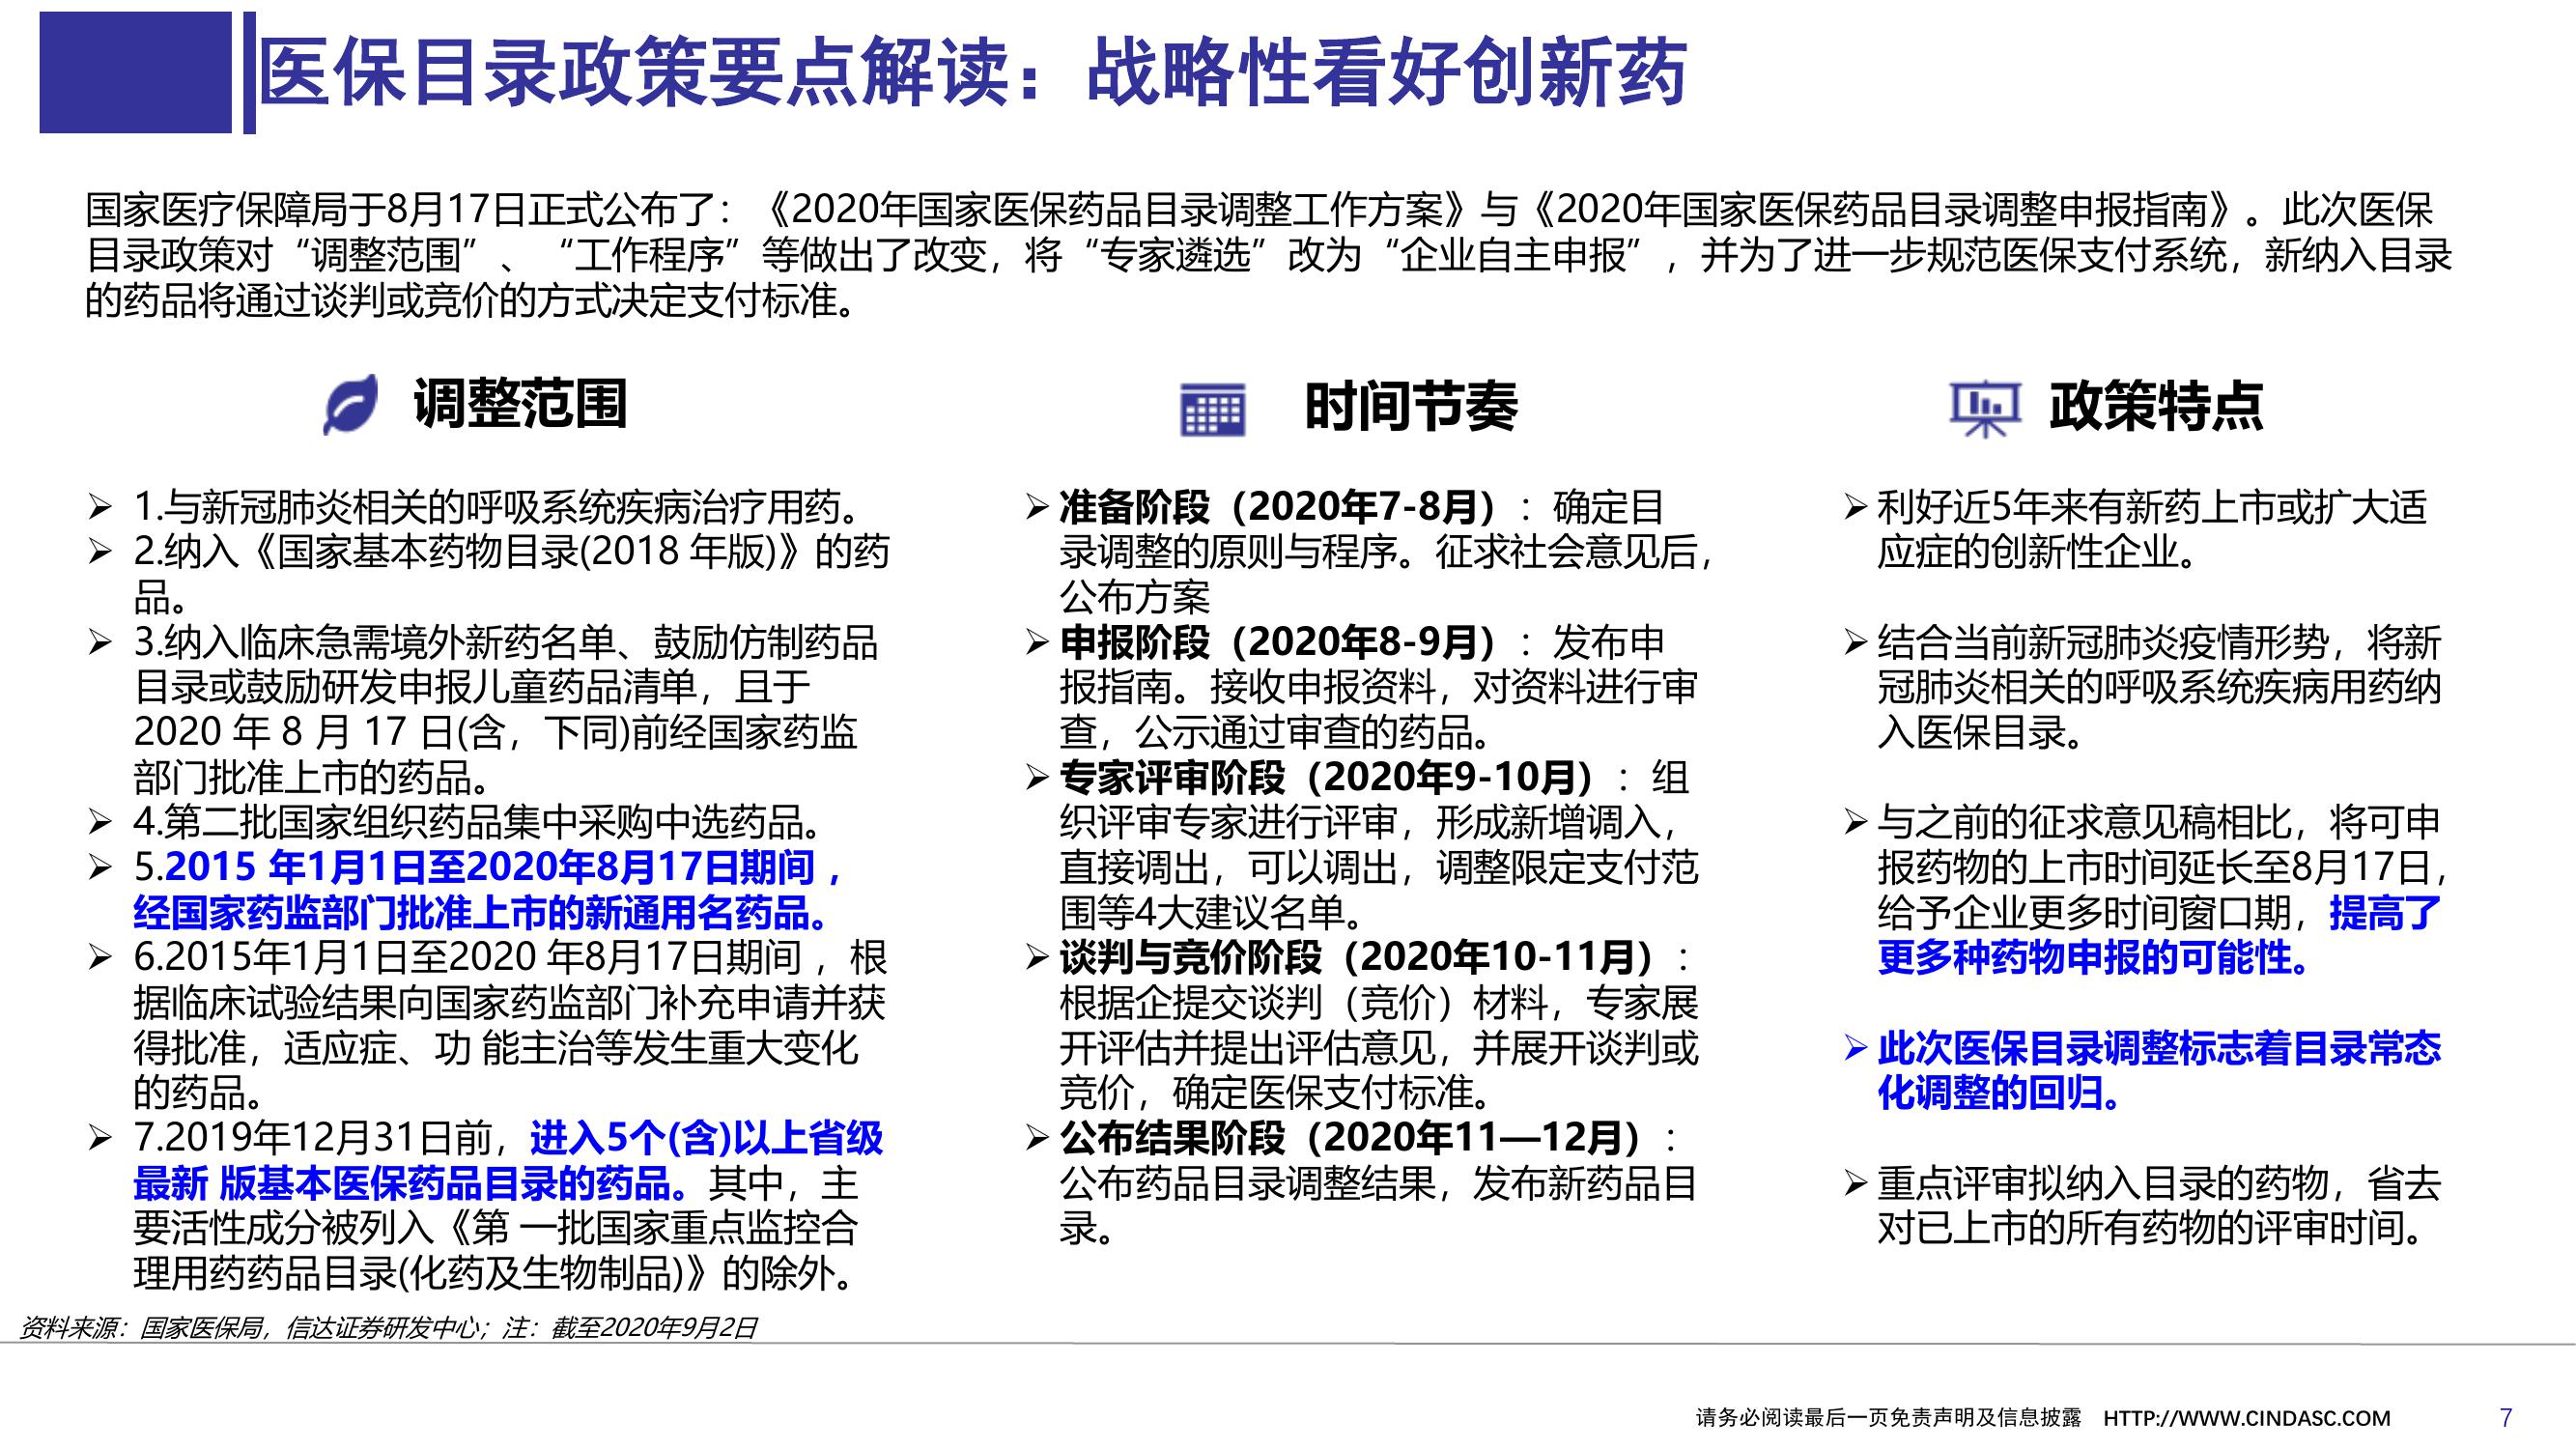 医保目录政策要点解读：战略性看好创新药
国家医疗保障局于8月17日正式公布了：《2020年国家医保药品目录调整工作方案》与《2020年国家医保药品目录调整申报指南》。此次医保
目录政策对“调整范围”、“工作程序”等做出了改变，将“专家遴选”改为“企业自主申报”，并为了进一步规范医保支付系统，新纳入目录
的药品将通过谈判或竞价的方式决定支付标准。
调整范围
➢ 1.与新冠肺炎相关的呼吸系统疾病治疗用药。
➢ 2.纳入《国家基本药物目录(2018 年版)》的药
品。
➢ 3.纳入临床急需境外新药名单、鼓励仿制药品
目录或鼓励研发申报儿童药品清单，且于
2020 年 8 月 17 日(含，下同)前经国家药监
部门批准上市的药品。
➢ 4.第二批国家组织药品集中采购中选药品。
➢ 5.2015 年1月1日至2020年8月17日期间 ，
经国家药监部门批准上市的新通用名药品。
➢ 6.2015年1月1日至2020 年8月17日期间 ，根
据临床试验结果向国家药监部门补充申请并获
得批准，适应症、功 能主治等发生重大变化
的药品。
➢ 7.2019年12月31日前，进入5个(含)以上省级
最新 版基本医保药品目录的药品。其中，主
要活性成分被列入《第 一批国家重点监控合
理用药药品目录(化药及生物制品)》的除外。
时间节奏
➢ 准备阶段（2020年7-8月）：确定目
录调整的原则与程序。征求社会意见后，
公布方案
➢ 申报阶段（2020年8-9月）：发布申
报指南。接收申报资料，对资料进行审
查，公示通过审查的药品。
➢ 专家评审阶段（2020年9-10月）：组
织评审专家进行评审，形成新增调入，
直接调出，可以调出，调整限定支付范
围等4大建议名单。
➢ 谈判与竞价阶段（2020年10-11月）：
根据企提交谈判（竞价）材料，专家展
开评估并提出评估意见，并展开谈判或
竞价，确定医保支付标准。
➢ 公布结果阶段（2020年11—12月）：
公布药品目录调整结果，发布新药品目
录。
政策特点
➢ 利好近5年来有新药上市或扩大适
应症的创新性企业。
➢ 结合当前新冠肺炎疫情形势，将新
冠肺炎相关的呼吸系统疾病用药纳
入医保目录。
➢ 与之前的征求意见稿相比，将可申
报药物的上市时间延长至8月17日，
给予企业更多时间窗口期，提高了
更多种药物申报的可能性。
➢ 此次医保目录调整标志着目录常态
化调整的回归。
➢ 重点评审拟纳入目录的药物，省去
对已上市的所有药物的评审时间。
资料来源：国家医保局，信达证券研发中心；注：截至2020年9月2日
请务必阅读最后一页免责声明及信息披露 HTTP://WWW.CINDASC.COM 7